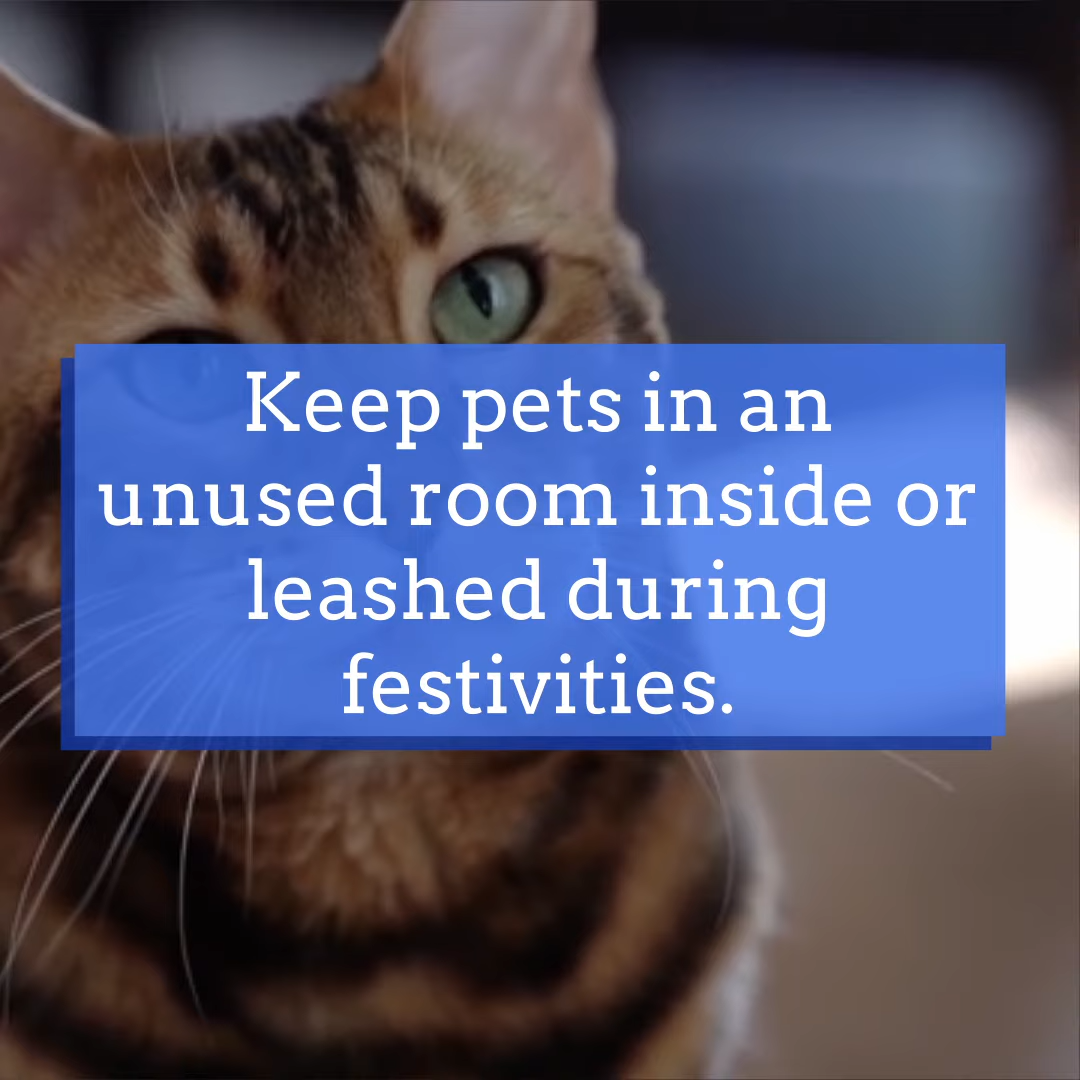 Keep pets in an
unused room inside or
leashed during
festivities.